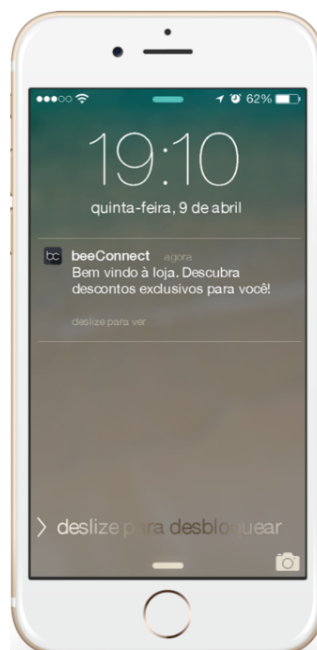 62%
19:10
quinta-feira, 9 de abril
bc
beeConnect agora
Bem vindo à loja. Descubra
descontos exclusivos para você!
deslize para ver
deslize para desbloquear